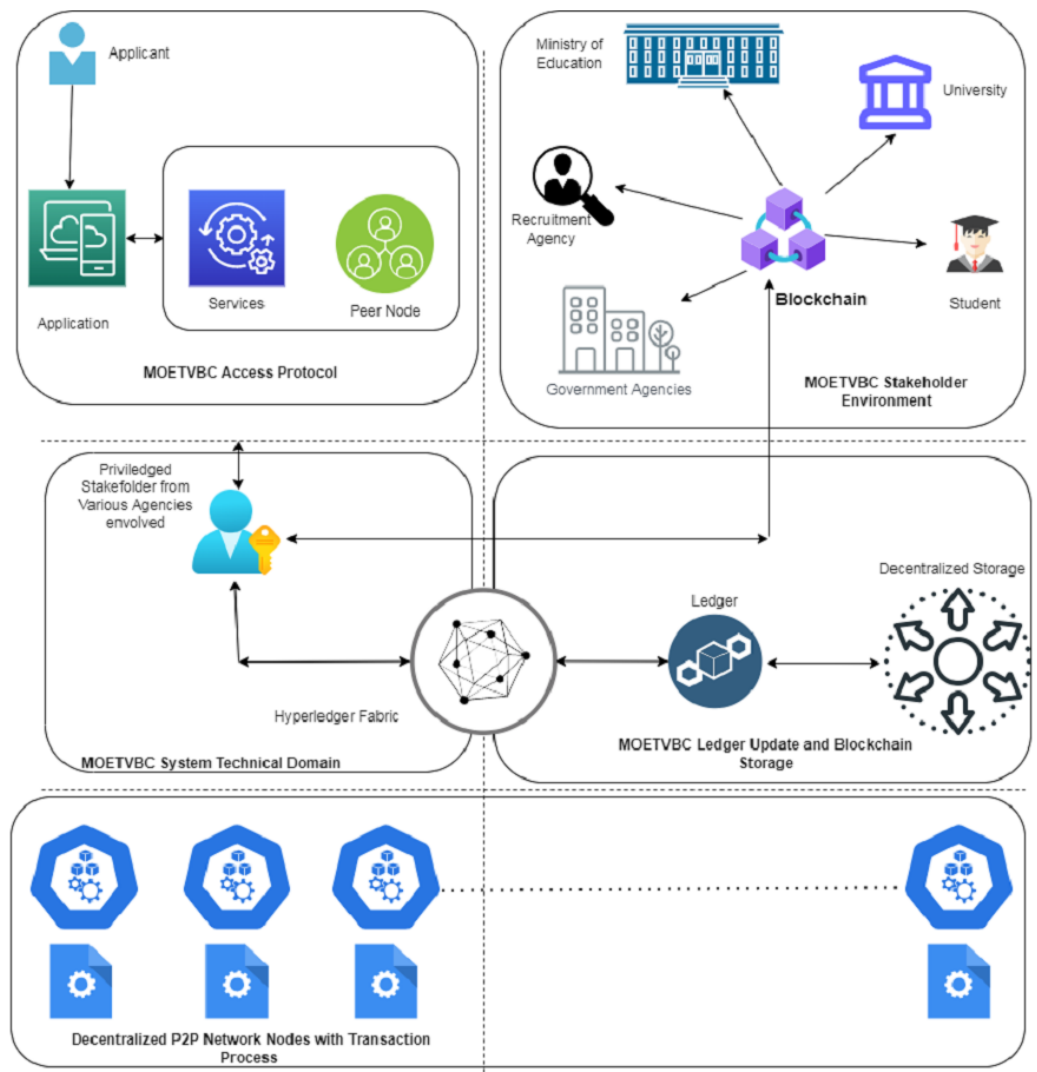 Applicant
Application
Services
Peer Node
MOETVBC Access Protocol
Ministry of
Education
University
Recruitment
Agency
Blockchain
Student
Government Agencies
MOETVBC Stakeholder
Environment
Priviledged
Stakefolder from
Various Agencies
envolved
Hyperledger Fabric
MOETVBC System Technical Domain
Ledger
Decentralized Storage
MOETVBC Ledger Update and Blockchain
Storage
Decentralized P2P Network Nodes with Transaction
Process